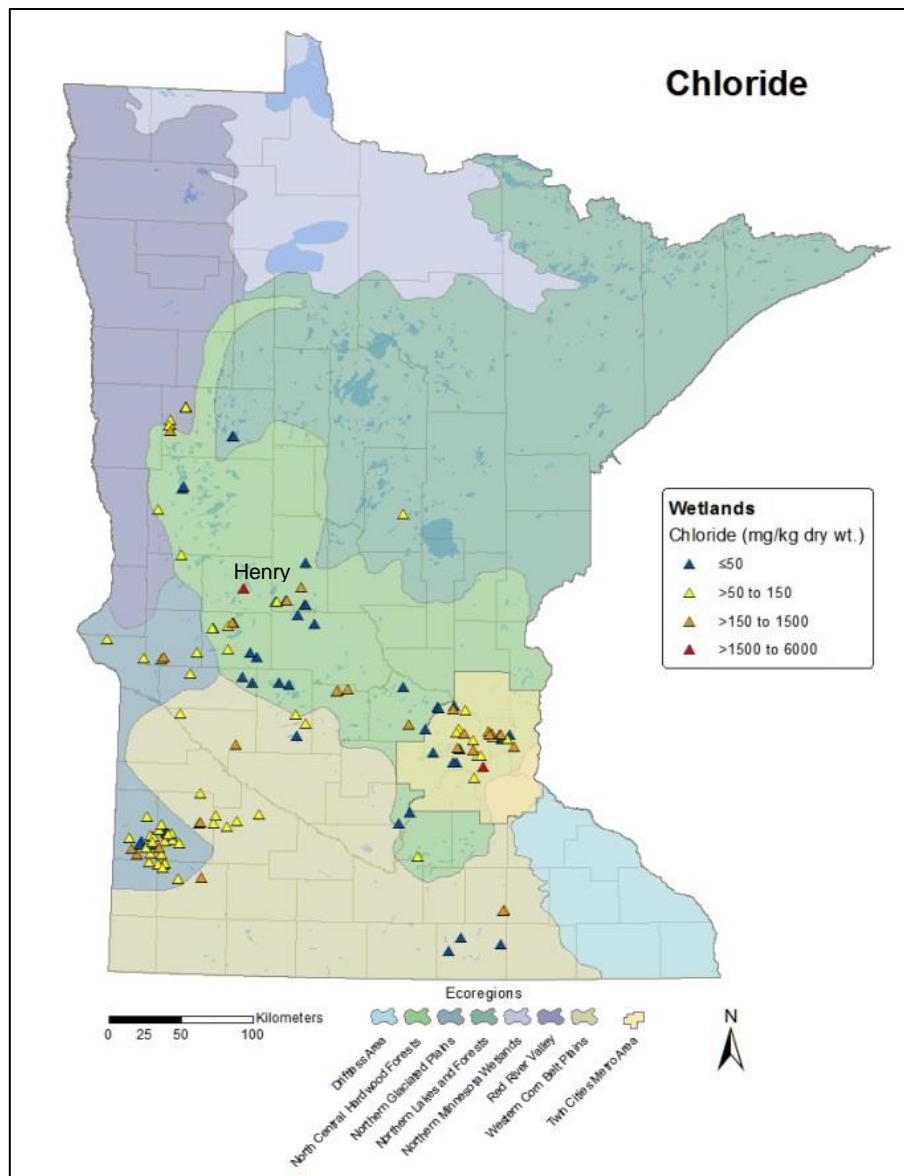 Chloride
Wetlands
Chloride (mg/kg dry wt.)
≤50
>50 to 150
>150 to 1500
>1500 to 6000
Henry
Ecoregions
Kilometers
0 25 50 100
N
Driftless Area
North Central Hardwood Forests
Northern Glaciated Plains
Northern Lakes and Forests
Northern Minnesota Wetlands
Red River Valley
Western Corn Belt Plains
Twin Cities Metro Area